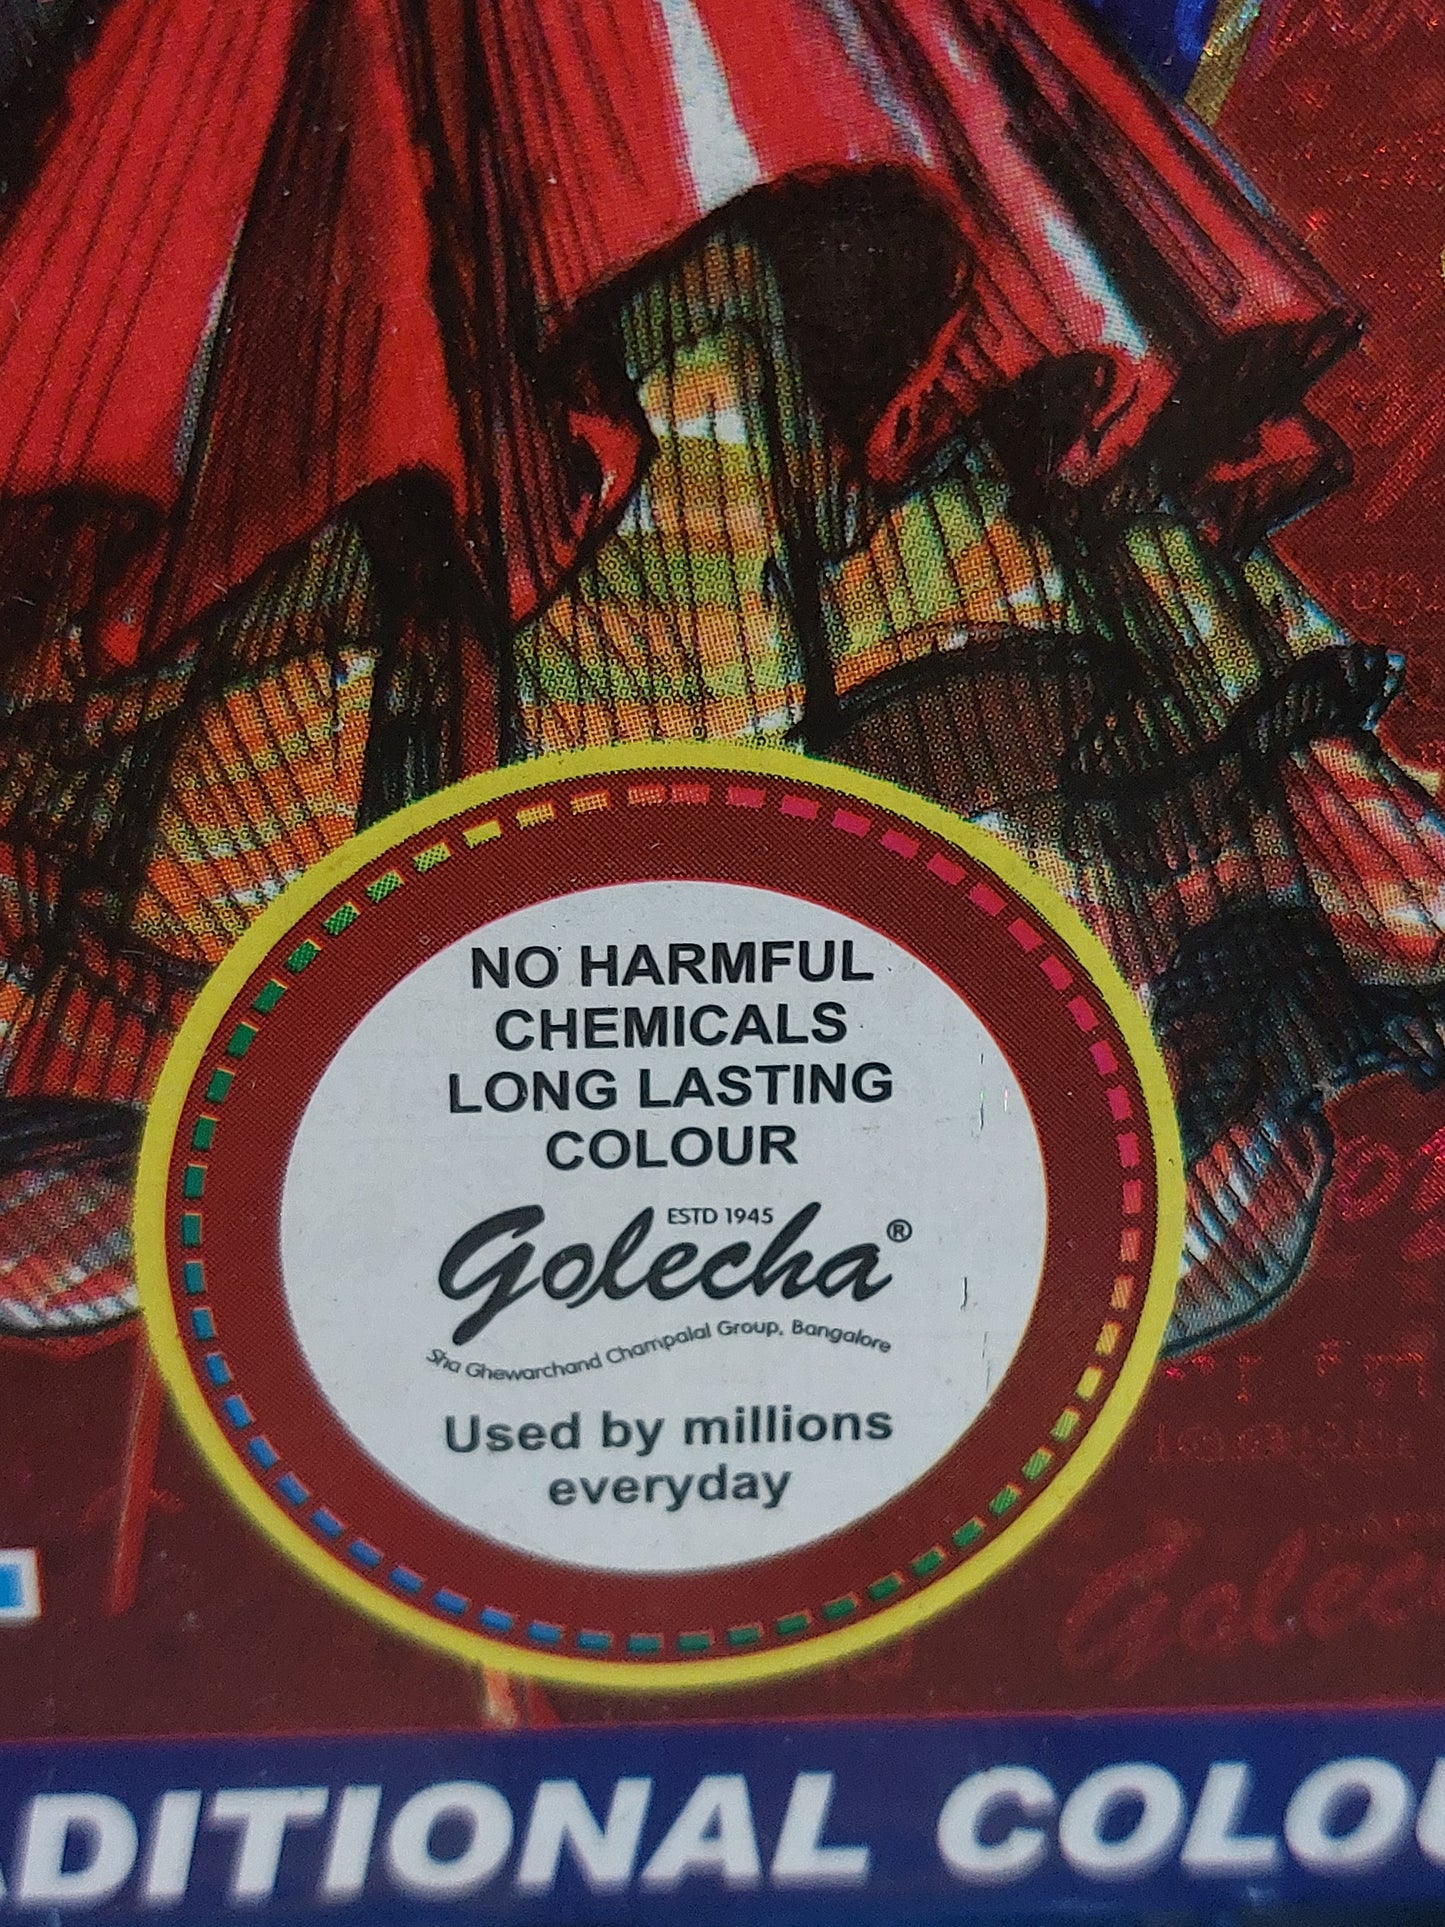 NO HARMFUL
CHEMICALS
LONG LASTING
COLOUR
ESTD 1945
Golecha®
Sha Ghewarchand Champalal Group, Bangalore
Used by millions
everyday
Golec
ADITIONAL COLOU